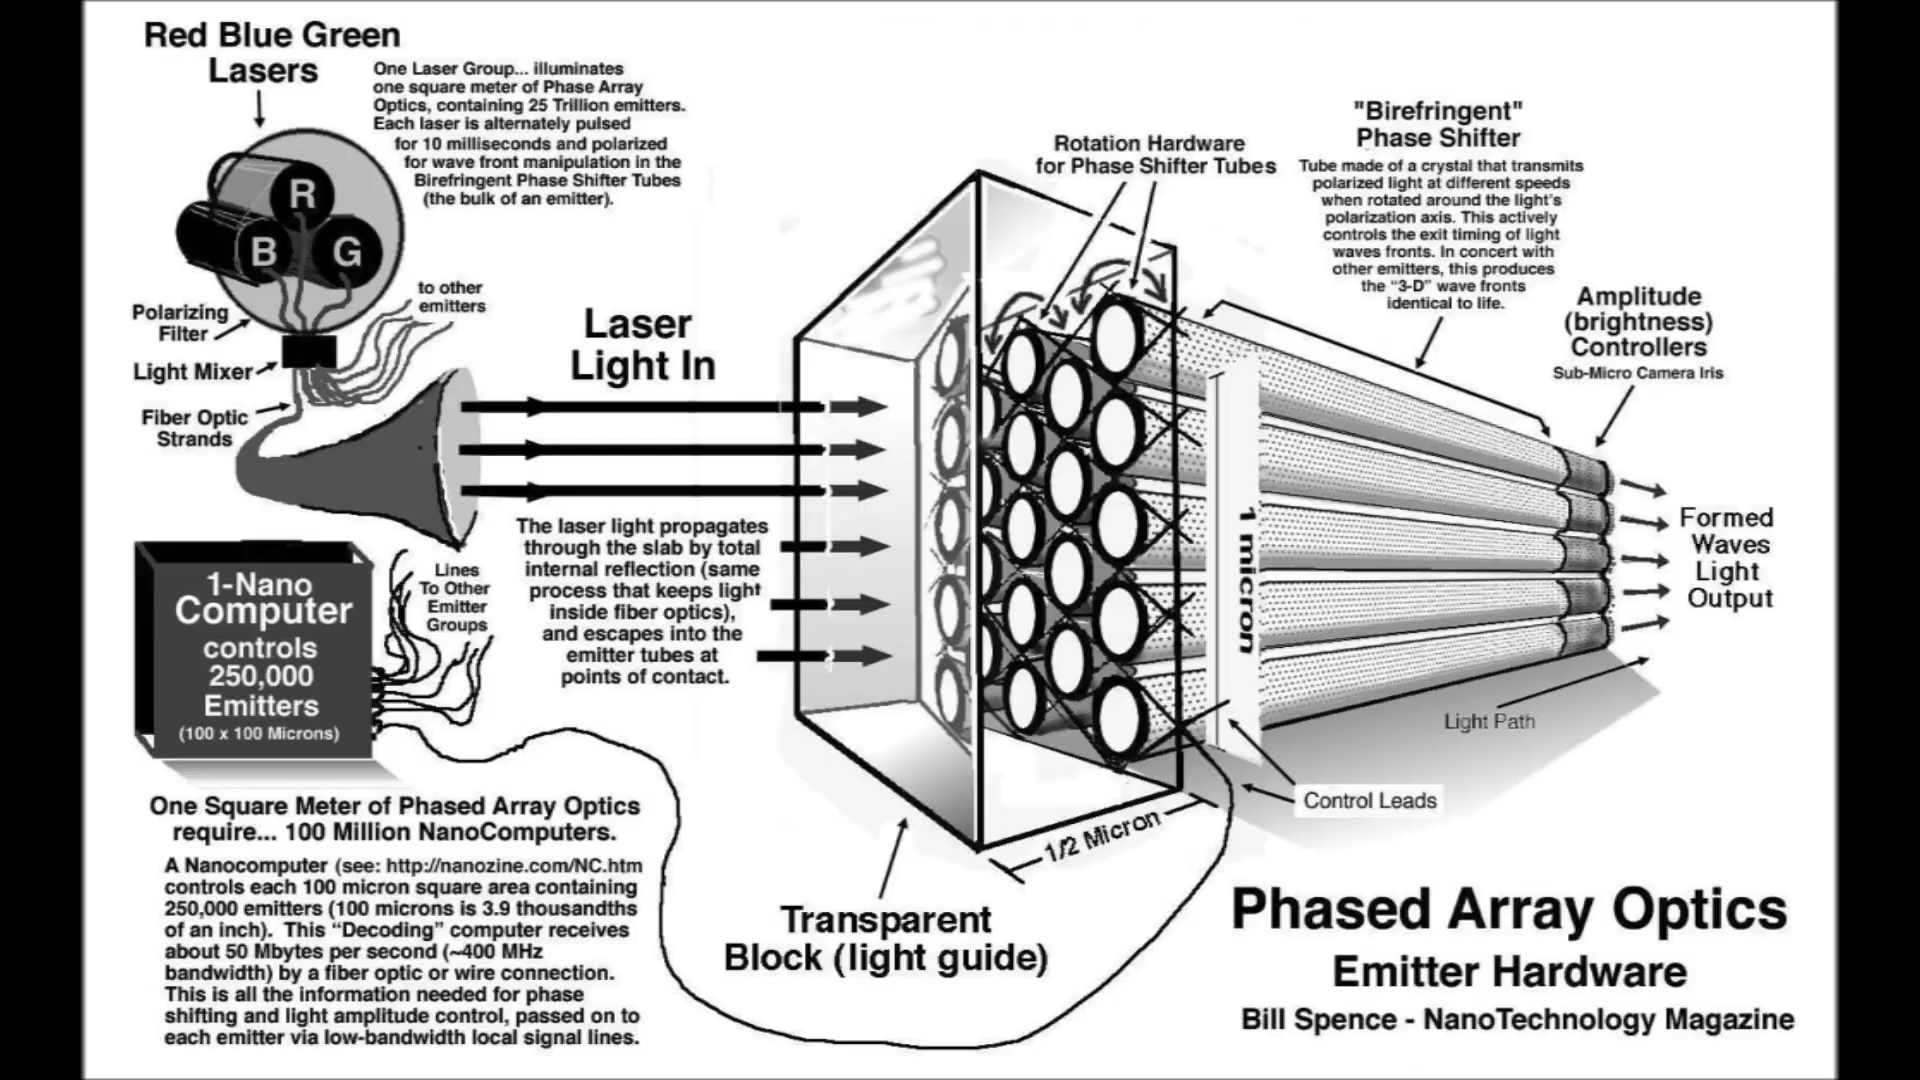 Red Blue Green
Lasers
One Laser Group... illuminates
one square meter of Phase Array
Optics, containing 25 Trillion emitters.
Each laser is alternately pulsed
for 10 milliseconds and polarized
for wave front manipulation in the
Birefringent Phase Shifter Tubes
(the bulk of an emitter).
R
B
G
to other
emitters
Polarizing
Filter
Light Mixer
Fiber Optic
Strands
Laser
Light In
Rotation Hardware
for Phase Shifter Tubes
"Birefringent"
Phase Shifter
Tube made of a crystal that transmits
polarized light at different speeds
when rotated around the light's
polarization axis. This actively
controls the exit timing of light
waves fronts. In concert with
other emitters, this produces
the “3-D” wave fronts
identical to life.
Amplitude
(brightness)
Controllers
Sub-Micro Camera Iris
Formed
Waves
Light
Output
1 micron
Light Path
Control Leads
1/2 Micron
The laser light propagates
through the slab by total
internal reflection (same
process that keeps light
inside fiber optics),
and escapes into the
emitter tubes at
points of contact.
1-Nano
Computer
controls
250,000
Emitters
(100 x 100 Microns)
Lines
To Other
Emitter
Groups
One Square Meter of Phased Array Optics
require... 100 Million NanoComputers.
A Nanocomputer (see: http://nanozine.com/NC.htm
controls each 100 micron square area containing
250,000 emitters (100 microns is 3.9 thousandths
of an inch). This “Decoding” computer receives
about 50 Mbytes per second (~400 MHz
bandwidth) by a fiber optic or wire connection.
This is all the information needed for phase
shifting and light amplitude control, passed on to
each emitter via low-bandwidth local signal lines.
Transparent
Block (light guide)
Phased Array Optics
Emitter Hardware
Bill Spence - NanoTechnology Magazine